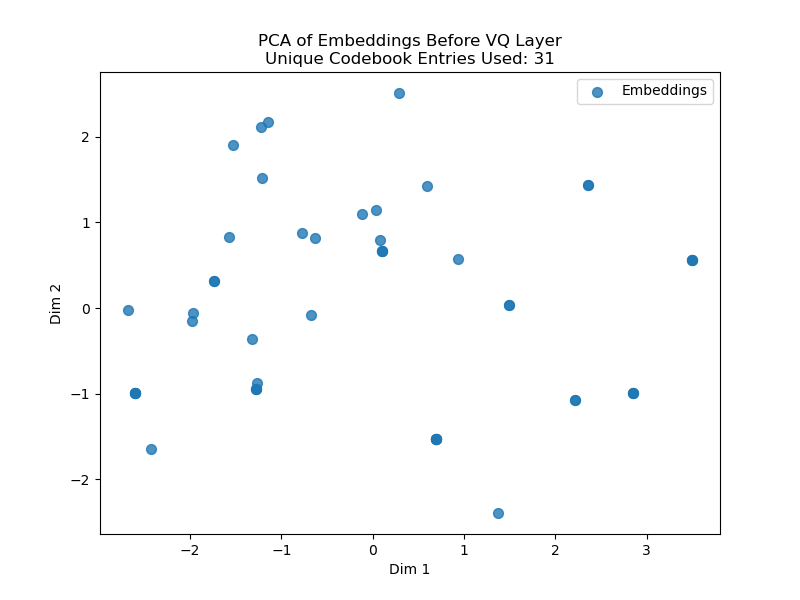 PCA of Embeddings Before VQ Layer
Unique Codebook Entries Used: 31
Embeddings
2
1
0
−1
−2
Dim 2
−2
−1
0
1
2
3
Dim 1